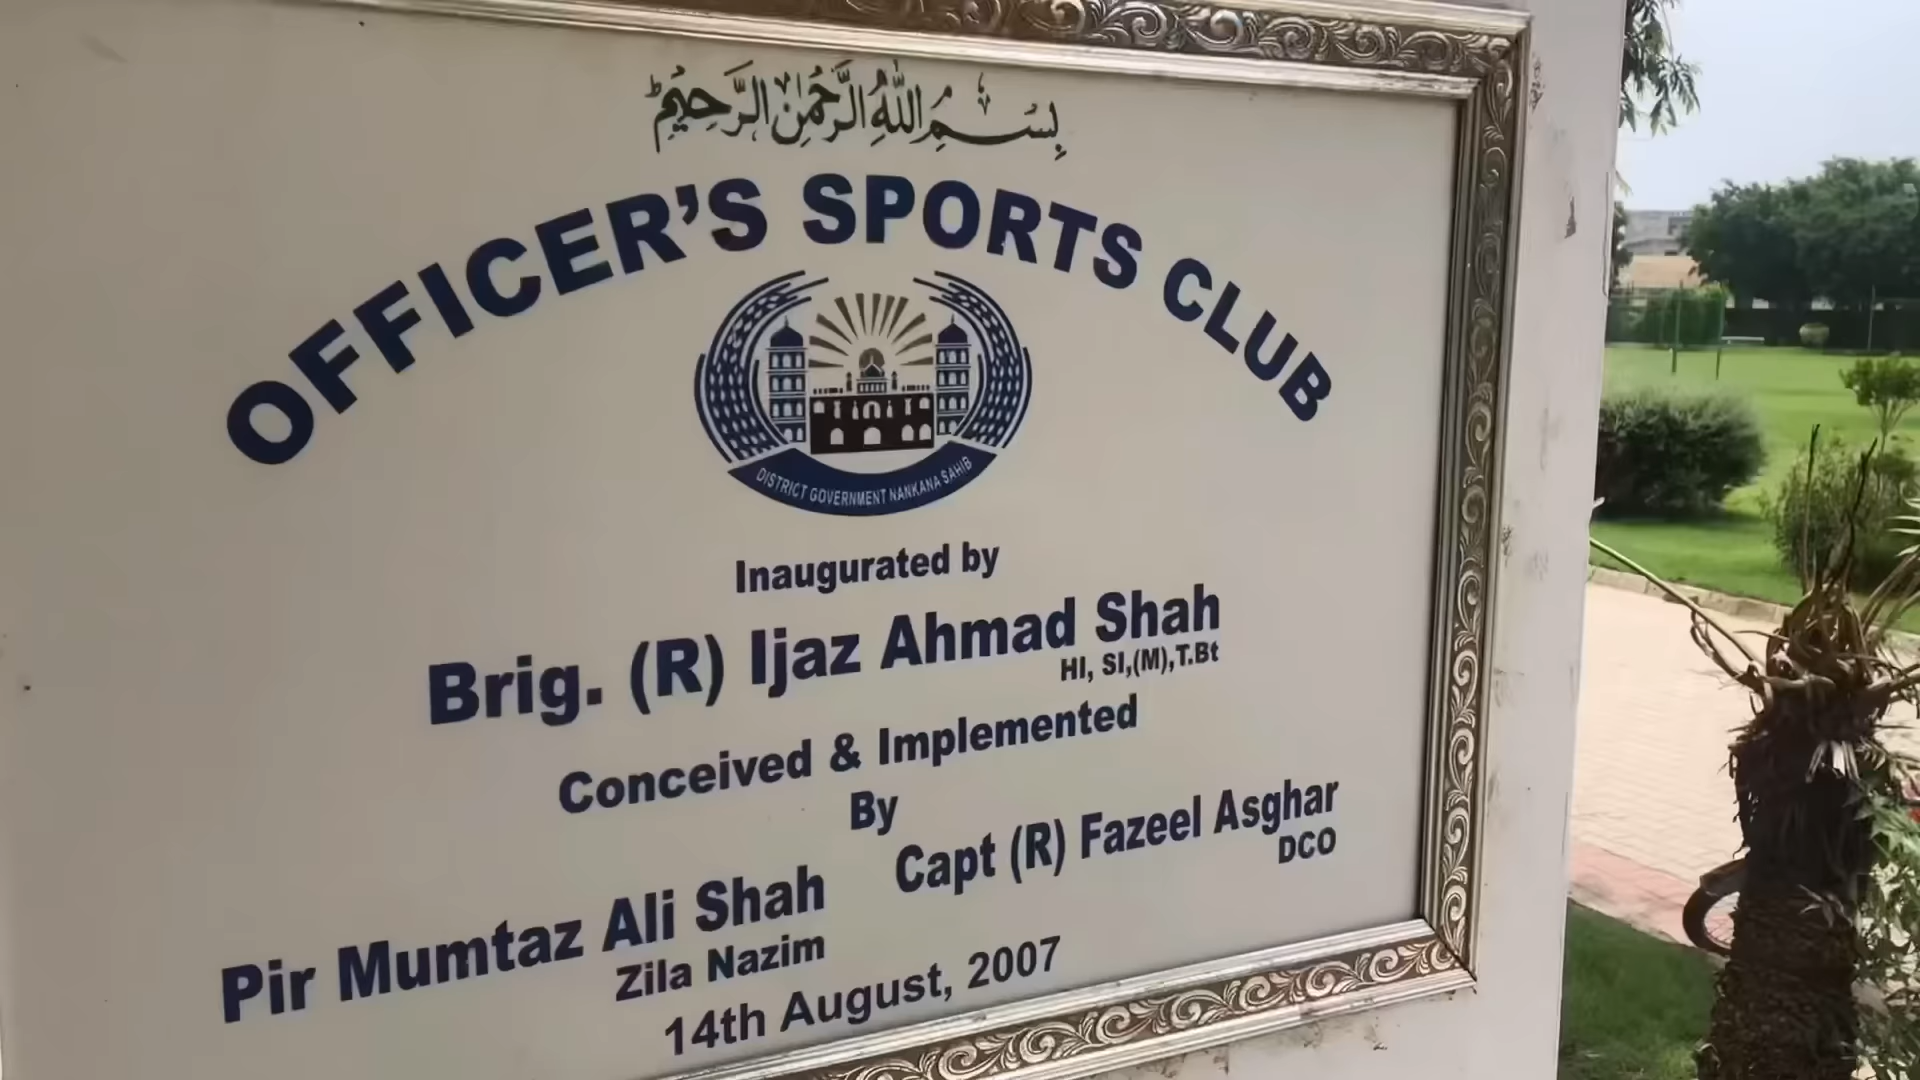 بِسْمِ اللهِ الرَّحْمٰنِ الرَّحِيْمِ
OFFICER'S SPORTS CLUB
DISTRICT GOVERNMENT NANKANA SAHIB
Inaugurated by
Brig. (R) Ijaz Ahmad Shah
HI, SI,(M),T.Bt
Conceived & Implemented
By
Pir Mumtaz Ali Shah
Zila Nazim
Capt (R) Fazeel Asghar
DCO
14th August, 2007